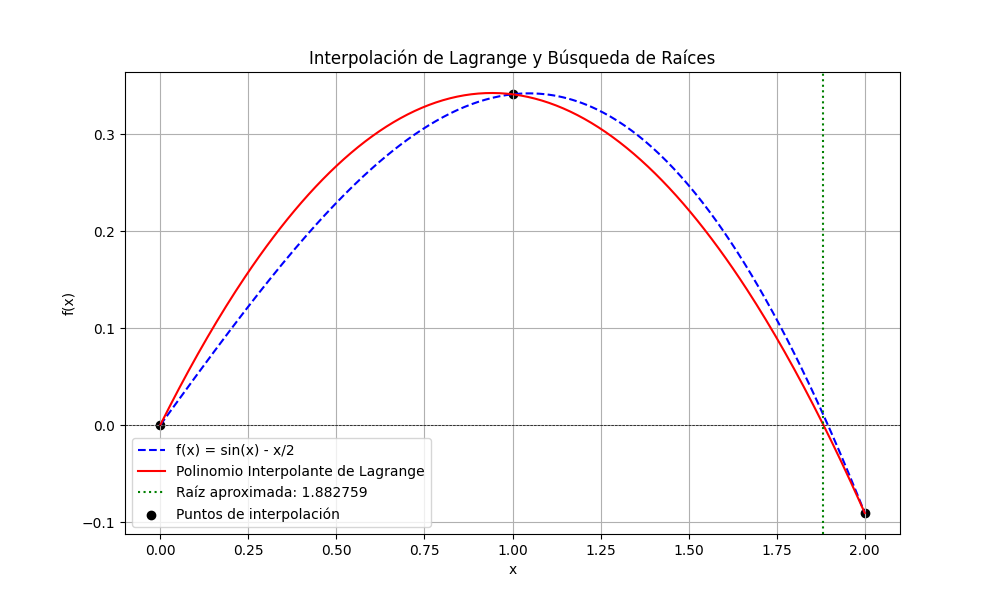 Interpolación de Lagrange y Búsqueda de Raíces
f(x)
0.3
0.2
0.1
0.0
−0.1
f(x) = sin(x) - x/2
Polinomio Interpolante de Lagrange
Raíz aproximada: 1.882759
Puntos de interpolación
0.00 0.25 0.50 0.75 1.00 1.25 1.50 1.75 2.00
x